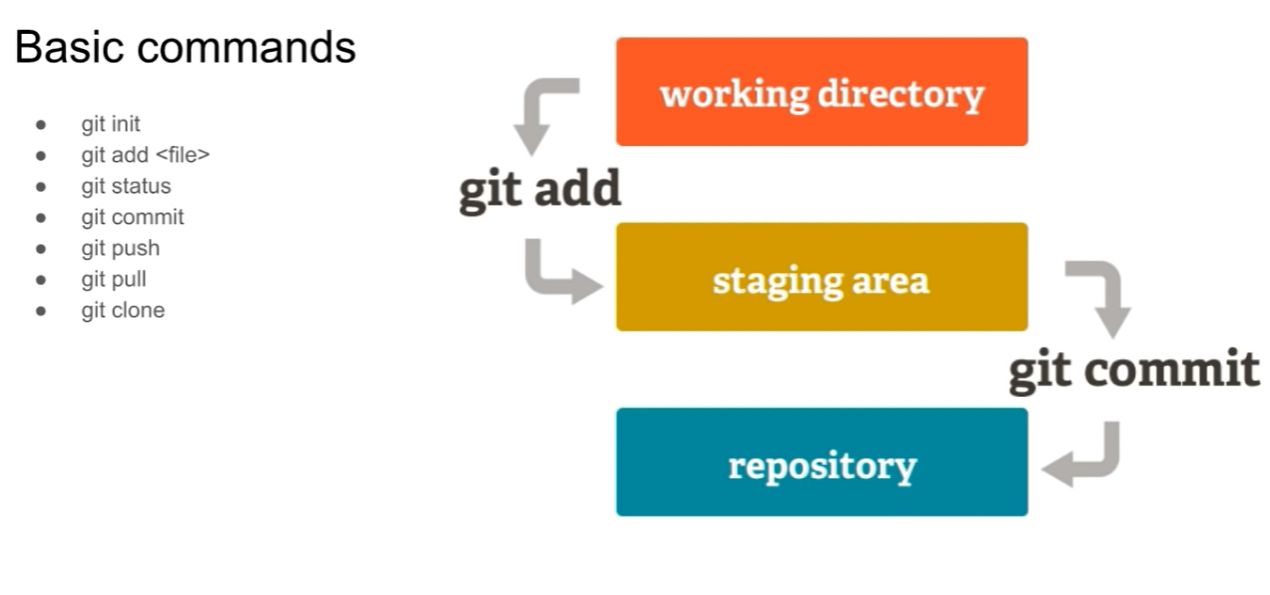 Basic commands
● git init
● git add <file>
● git status
● git commit
● git push
● git pull
● git clone
working directory
git add
staging area
git commit
repository